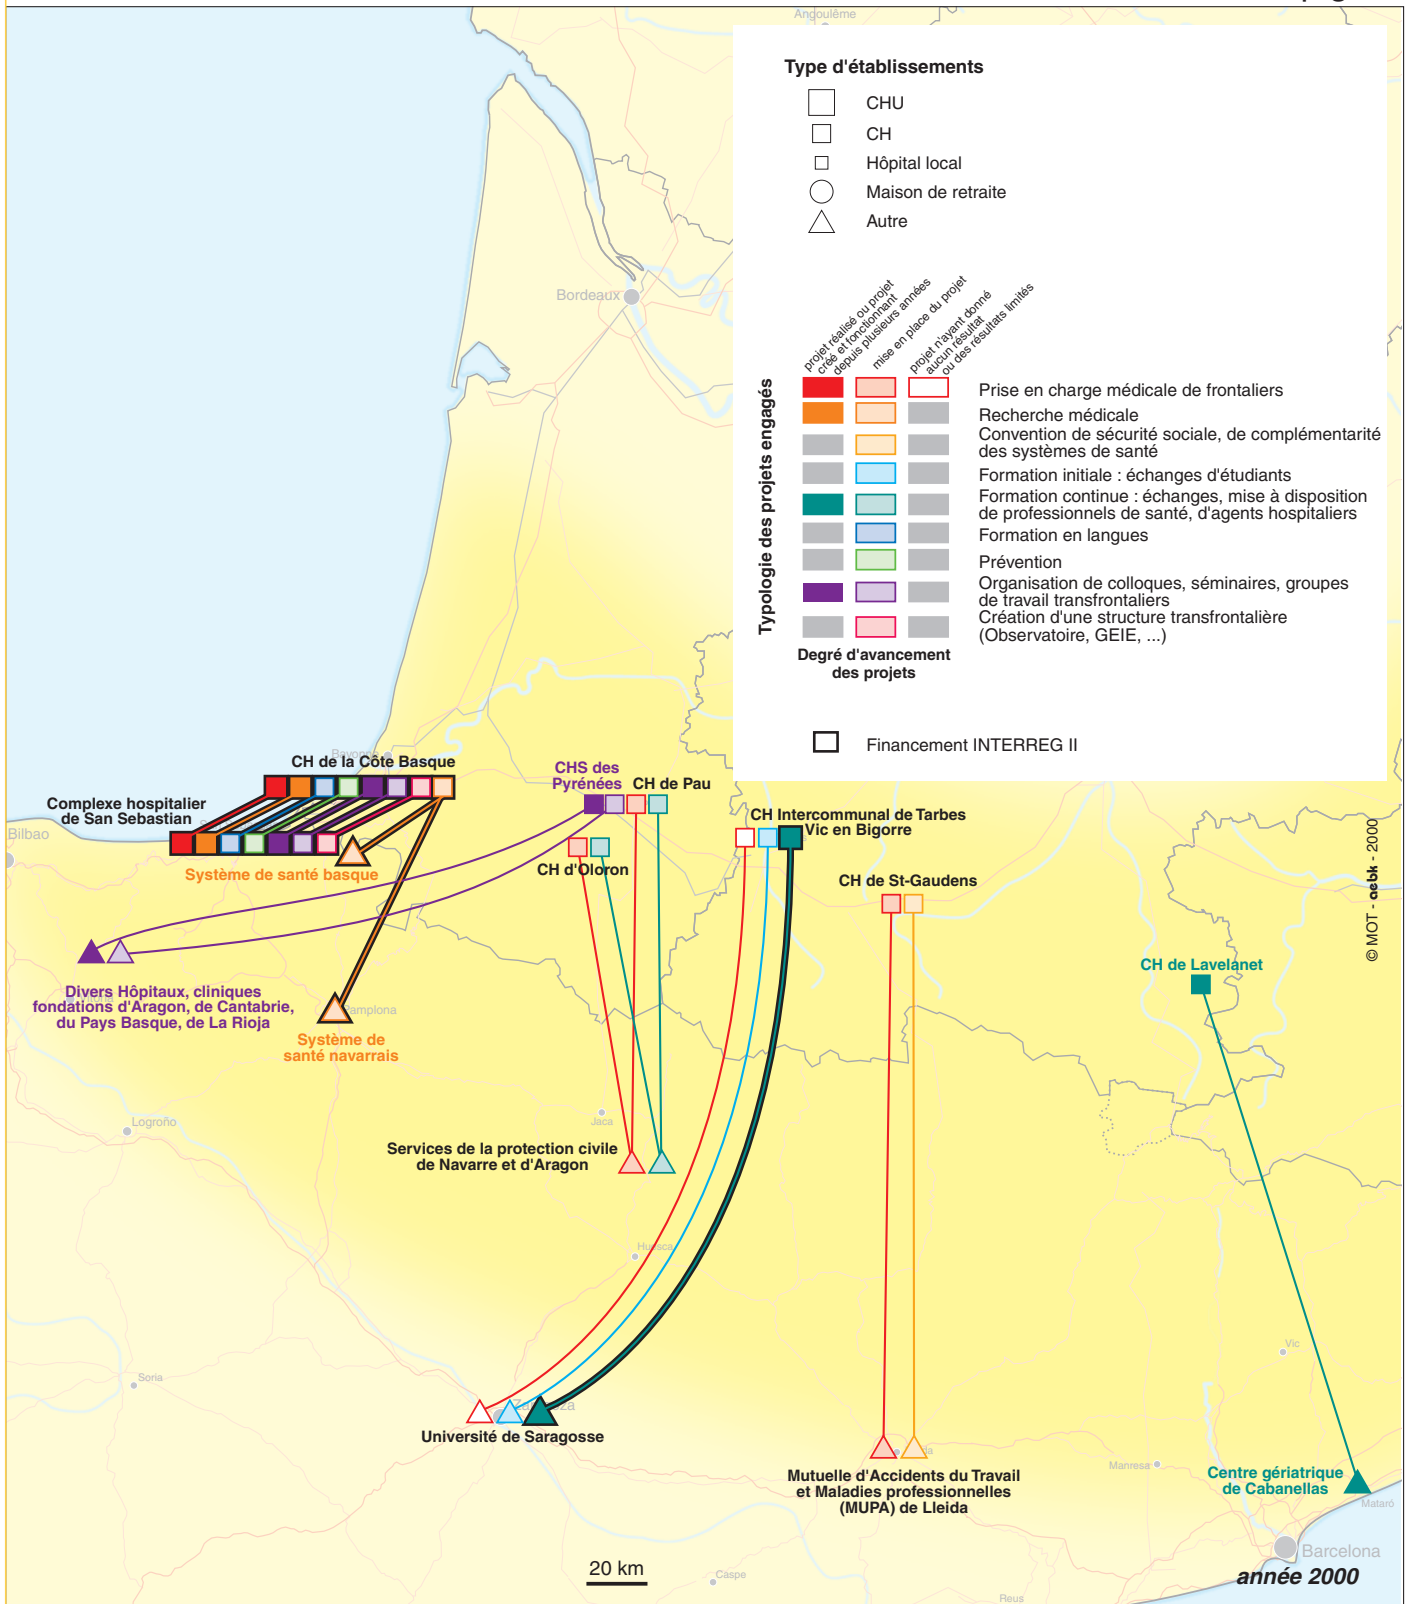 Angoulême
Type d'établissements
CHU
CH
Hôpital local
Maison de retraite
Autre
Bordeaux
projet réalisé ou projet
créé et fonctionnant
depuis plusieurs années
mise en place du projet
projet n'ayant donné
aucun résultat
ou des résultats limités
Typologie des projets engagés
Prise en charge médicale de frontaliers
Recherche médicale
Convention de sécurité sociale, de complémentarité
des systèmes de santé
Formation initiale : échanges d'étudiants
Formation continue : échanges, mise à disposition
de professionnels de santé, d'agents hospitaliers
Formation en langues
Prévention
Organisation de colloques, séminaires, groupes
de travail transfrontaliers
Création d'une structure transfrontalière
(Observatoire, GEIE, ...)
Degré d'avancement
des projets
Financement INTERREG II
Bayonne
CH de la Côte Basque
CHS des
Pyrénées
CH de Pau
Complexe hospitalier
de San Sebastian
Bilbao
CH Intercommunal de Tarbes
Vic en Bigorre
Système de santé basque
CH d'Oloron
CH de St-Gaudens
© MOT - aebk - 2000
CH de Lavelanet
Divers Hôpitaux, cliniques
fondations d'Aragon, de Cantabrie,
du Pays Basque, de La Rioja
Pamplona
Système de
santé navarrais
Logroño
Jaca
Services de la protection civile
de Navarre et d'Aragon
Huesca
Soria
Vic
Université de Saragosse
Manresa
Mutuelle d'Accidents du Travail
et Maladies professionnelles
(MUPA) de Lleida
Centre gériatrique
de Cabanellas
Mataró
Barcelona
20 km
Caspe
Reus
année 2000